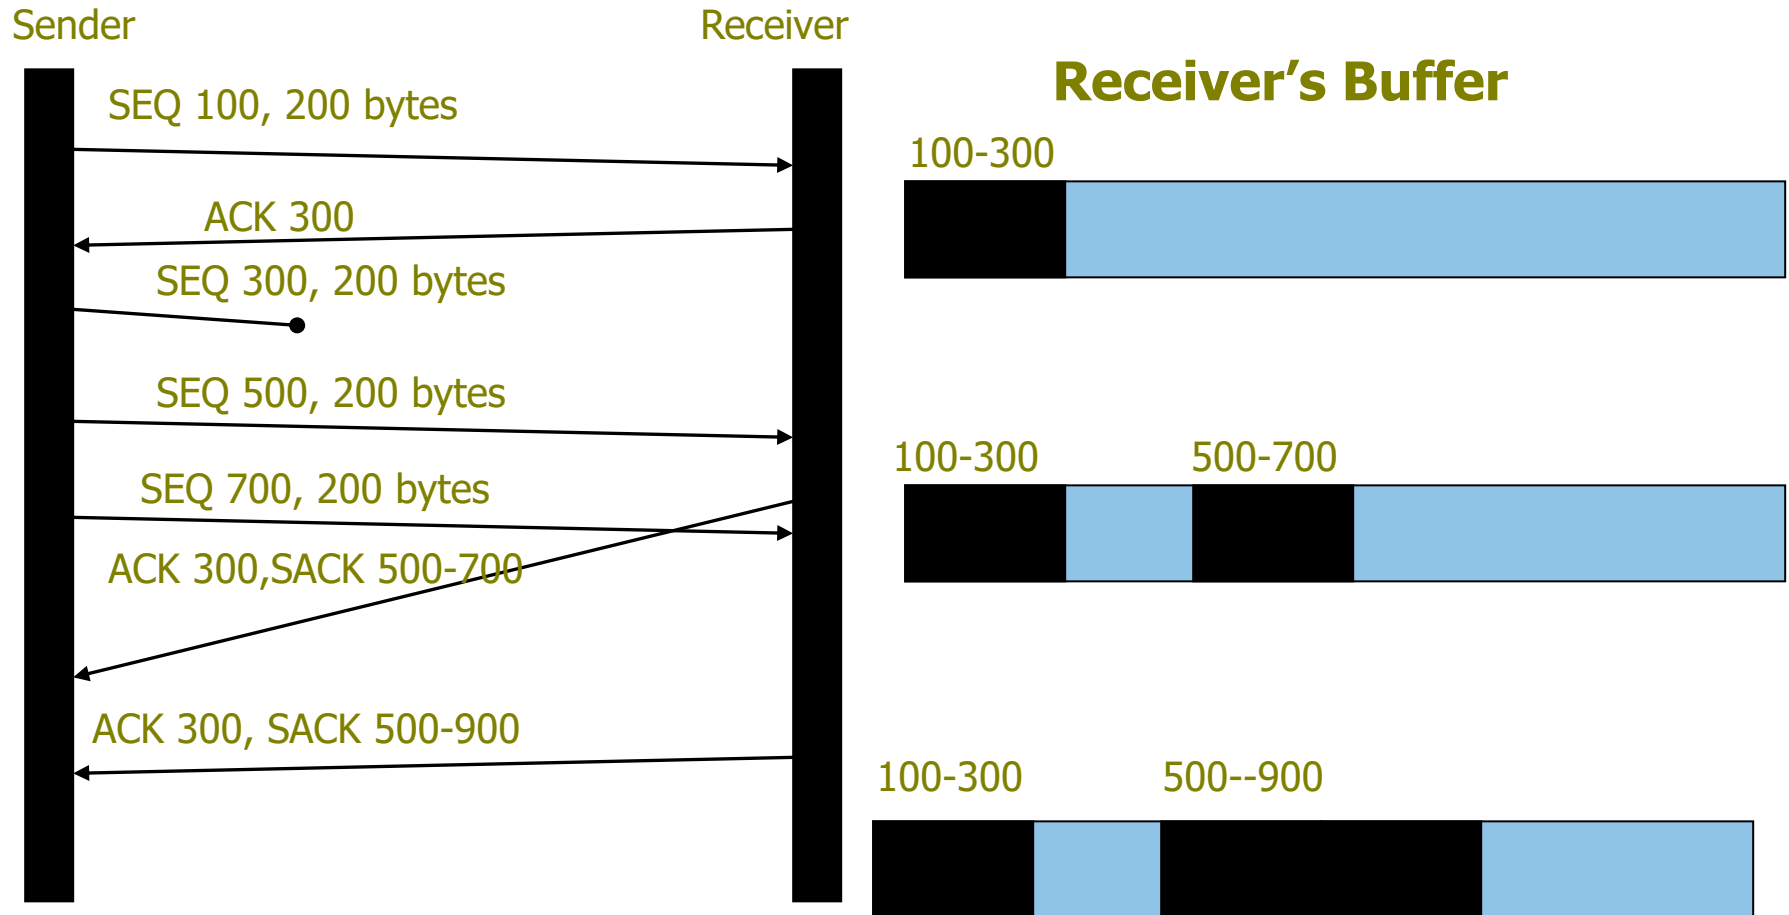 Sender
Receiver
Receiver’s Buffer
SEQ 100, 200 bytes
100-300
ACK 300
SEQ 300, 200 bytes
SEQ 500, 200 bytes
100-300
500-700
SEQ 700, 200 bytes
ACK 300,SACK 500-700
ACK 300, SACK 500-900
100-300
500--900